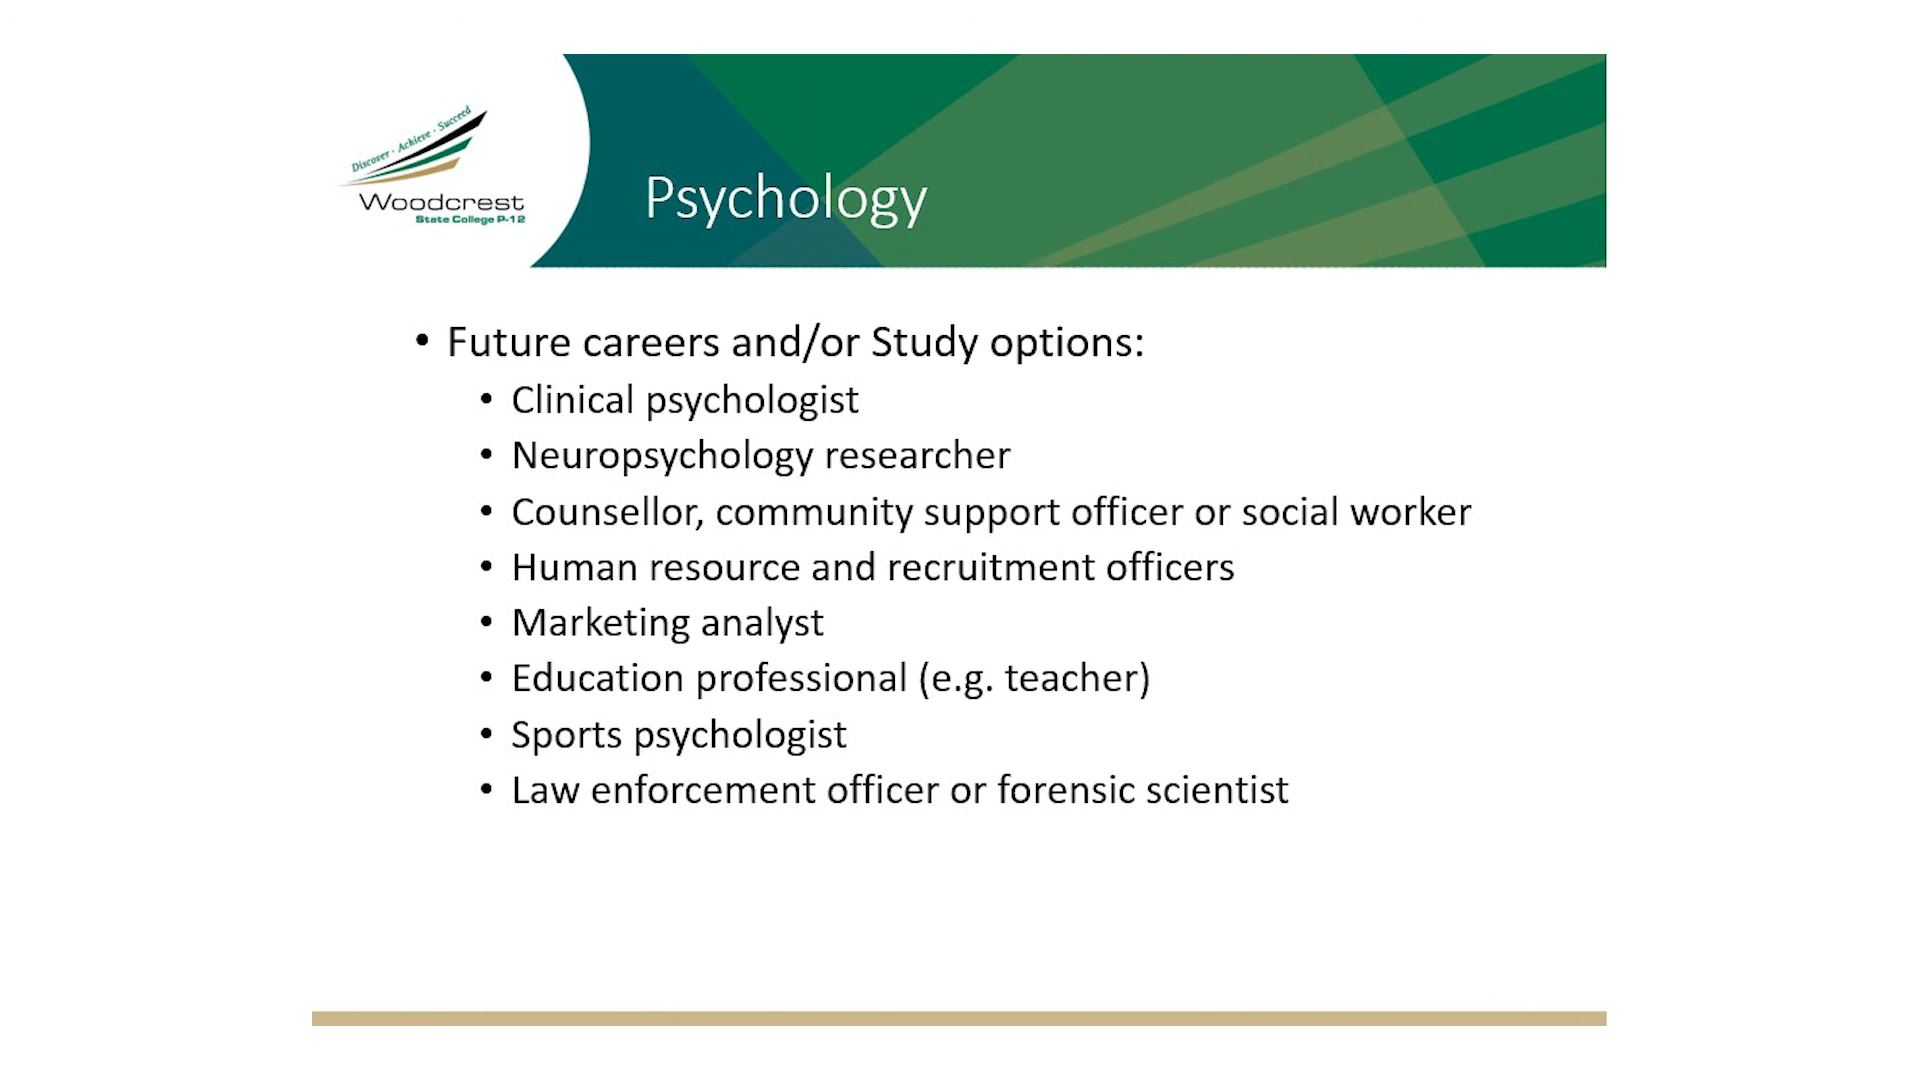 Discover · Achieve · Succeed
Woodcrest
State College P-12
Psychology
• Future careers and/or Study options:
• Clinical psychologist
• Neuropsychology researcher
• Counsellor, community support officer or social worker
• Human resource and recruitment officers
• Marketing analyst
• Education professional (e.g. teacher)
• Sports psychologist
• Law enforcement officer or forensic scientist